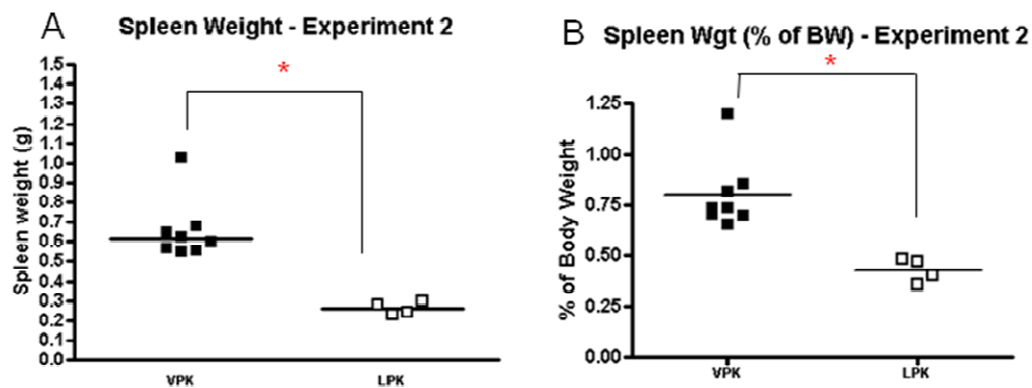 A
Spleen Weight - Experiment 2
*
Spleen weight (g)
1.5
1.4
1.3
1.2
1.1
1.0
0.9
0.8
0.7
0.6
0.5
0.4
0.3
0.2
0.1
0.0
VPK
LPK
B
Spleen Wgt (% of BW) - Experiment 2
*
% of Body Weight
1.25
1.00
0.75
0.50
0.25
0.00
VPK
LPK